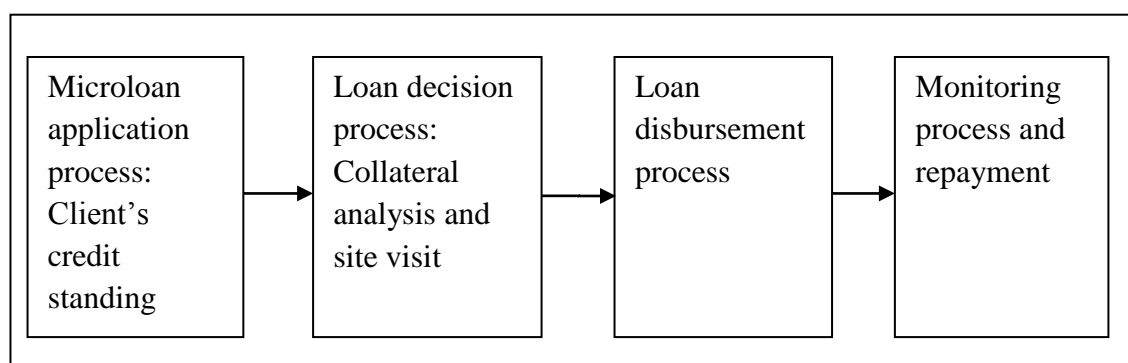 Microloan
application
process:
Client’s
credit
standing
Loan decision
process:
Collateral
analysis and
site visit
Loan
disbursement
process
Monitoring
process and
repayment